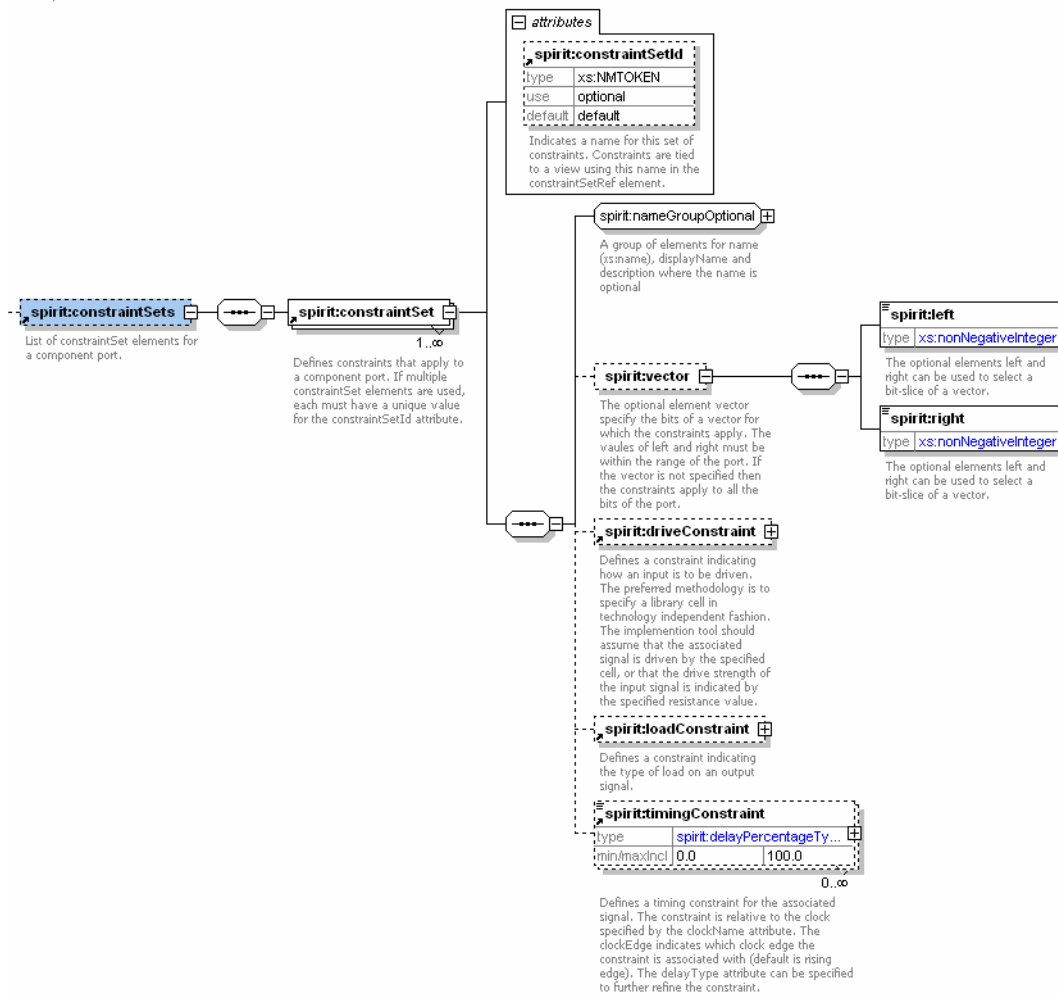 attributes
spirit:constraintSetId
type xs:NMTOKEN
use optional
default default
Indicates a name for this set of
constraints. Constraints are tied
to a view using this name in the
constraintSetRef element.
spirit:nameGroupOptional
A group of elements for name
(xs:name), displayName and
description where the name is
optional
spirit:constraintSets
List of constraintSet elements for
a component port.
spirit:constraintSet
1..∞
Defines constraints that apply to
a component port. If multiple
constraintSet elements are used,
each must have a unique value
for the constraintSetId attribute.
spirit:vector
The optional element vector
specify the bits of a vector for
which the constraints apply. The
vaules of left and right must be
within the range of the port. If
the vector is not specified then
the constraints apply to all the
bits of the port.
spirit:left
type xs:nonNegativeInteger
The optional elements left and
right can be used to select a
bit-slice of a vector.
spirit:right
type xs:nonNegativeInteger
The optional elements left and
right can be used to select a
bit-slice of a vector.
spirit:driveConstraint
Defines a constraint indicating
how an input is to be driven.
The preferred methodology is to
specify a library cell in
technology independent fashion.
The implemention tool should
assume that the associated
signal is driven by the specified
cell, or that the drive strength of
the input signal is indicated by
the specified resistance value.
spirit:loadConstraint
Defines a constraint indicating
the type of load on an output
signal.
spirit:timingConstraint
type spirit:delayPercentageTy...
min/maxIncl 0.0 100.0
0..∞
Defines a timing constraint for the associated
signal. The constraint is relative to the clock
specified by the clockName attribute. The
clockEdge indicates which clock edge the
constraint is associated with (default is rising
edge). The delayType attribute can be specified
to further refine the constraint.